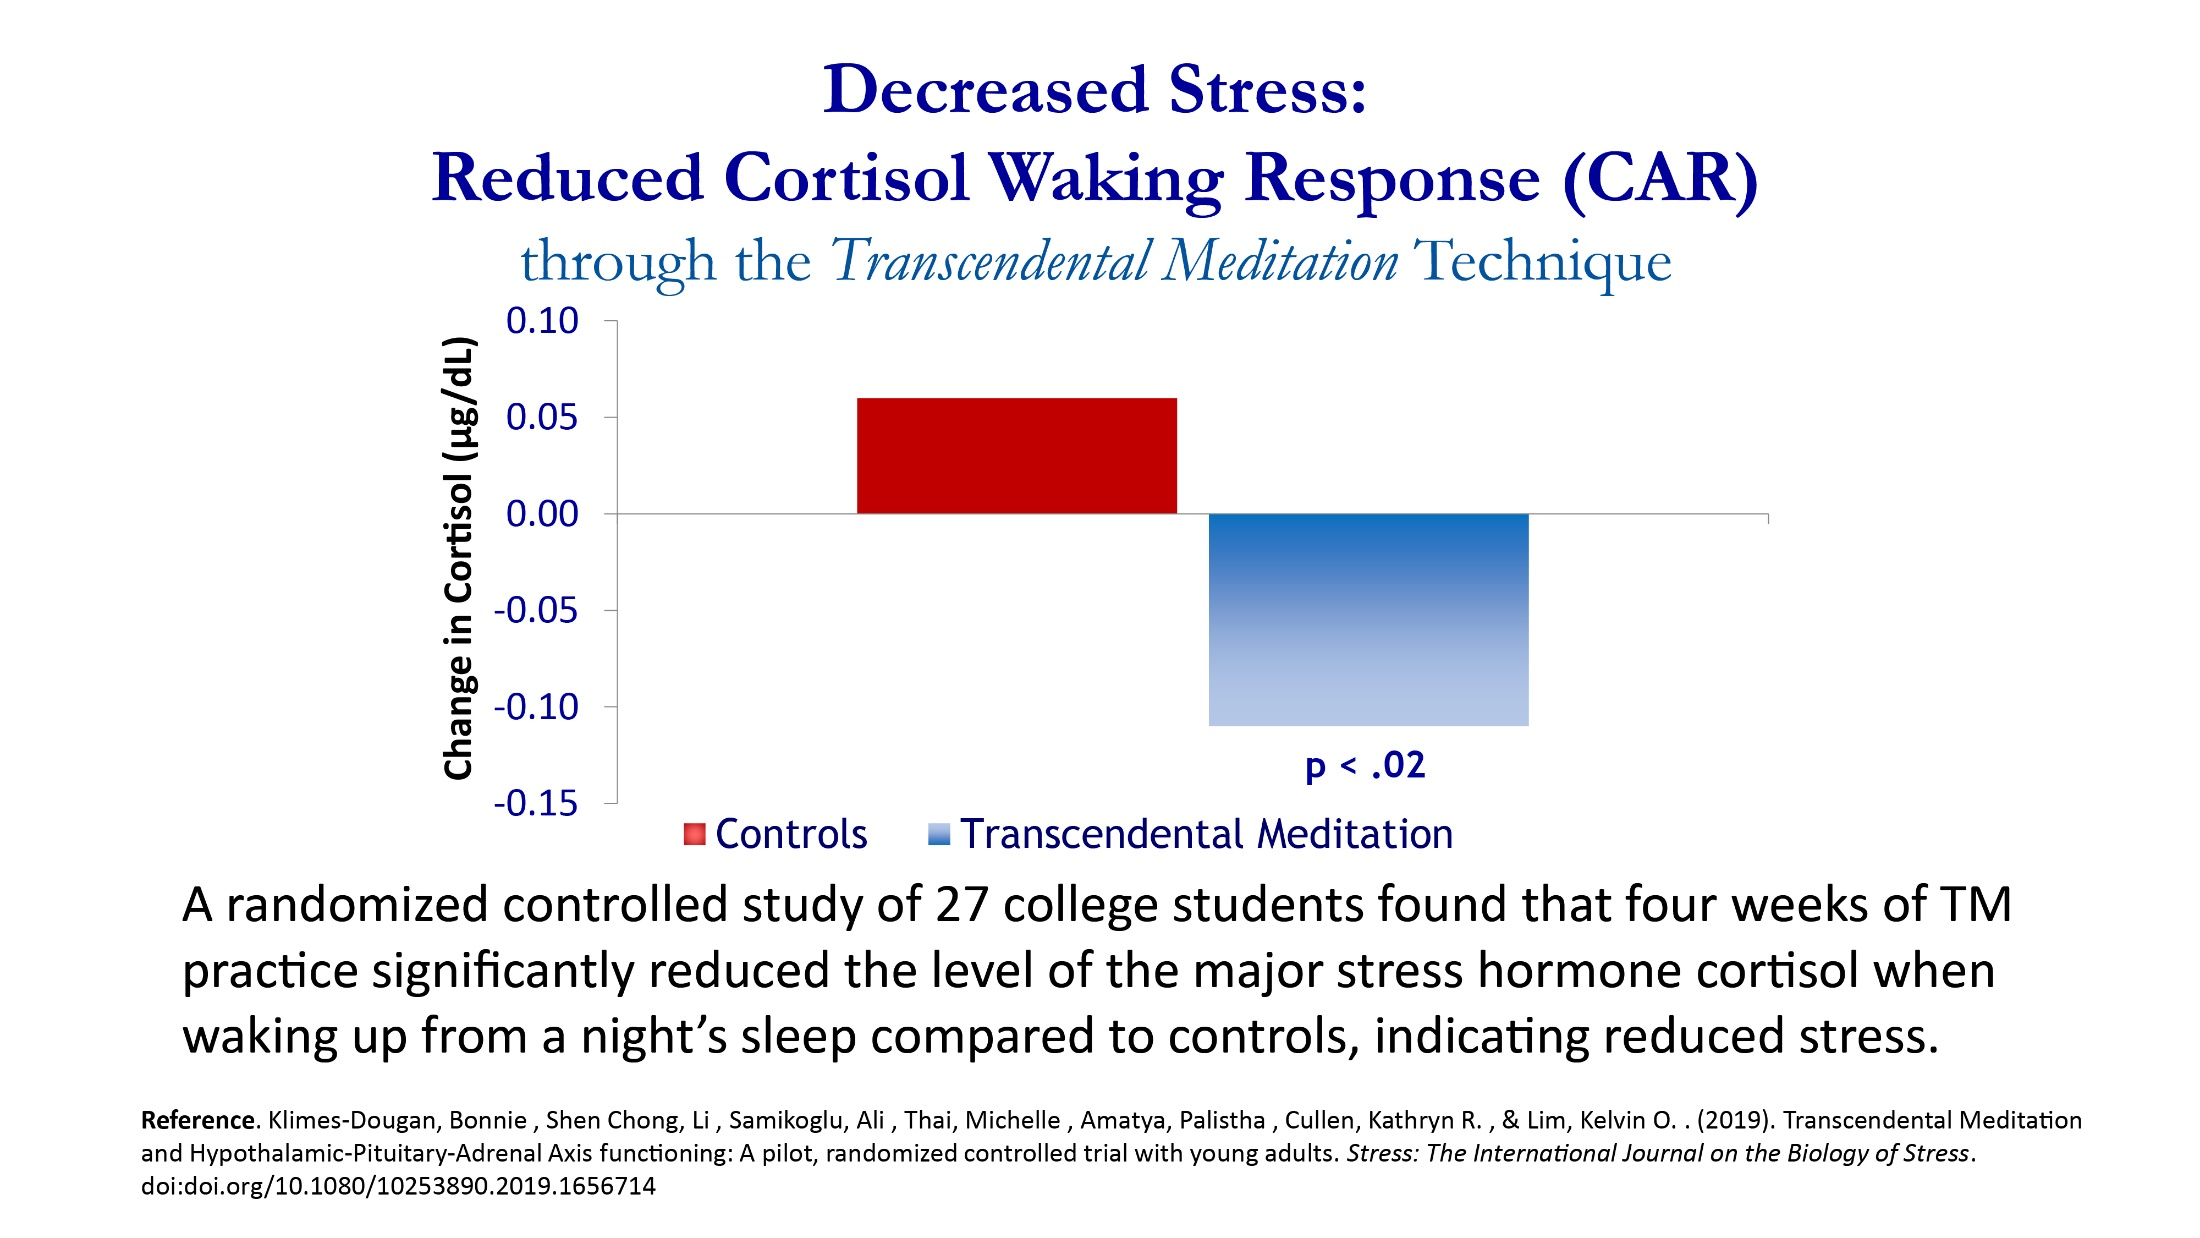 Decreased Stress:
Reduced Cortisol Waking Response (CAR)
through the Transcendental Meditation Technique
Change in Cortisol (µg/dL)
0.10
0.05
0.00
-0.05
-0.10
-0.15
p < .02
Controls Transcendental Meditation
A randomized controlled study of 27 college students found that four weeks of TM
practice significantly reduced the level of the major stress hormone cortisol when
waking up from a night’s sleep compared to controls, indicating reduced stress.
Reference. Klimes-Dougan, Bonnie , Shen Chong, Li , Samikoglu, Ali , Thai, Michelle , Amatya, Palistha , Cullen, Kathryn R. , & Lim, Kelvin O. . (2019). Transcendental Meditation
and Hypothalamic-Pituitary-Adrenal Axis functioning: A pilot, randomized controlled trial with young adults. Stress: The International Journal on the Biology of Stress.
doi:doi.org/10.1080/10253890.2019.1656714